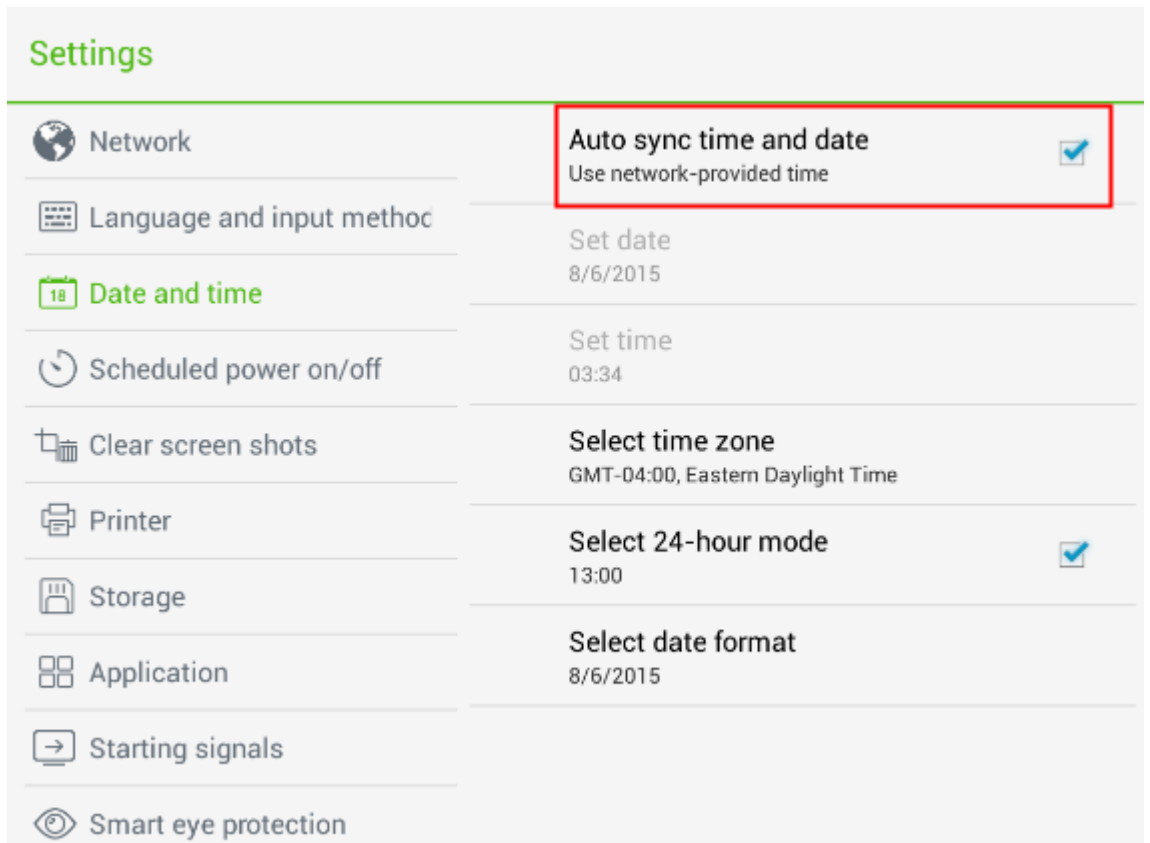 Settings
Network
Language and input method
Date and time
18
Scheduled power on/off
Clear screen shots
Printer
Storage
Application
Starting signals
Smart eye protection
Auto sync time and date
Use network-provided time
Set date
8/6/2015
Set time
03:34
Select time zone
GMT-04:00, Eastern Daylight Time
Select 24-hour mode
13:00
Select date format
8/6/2015